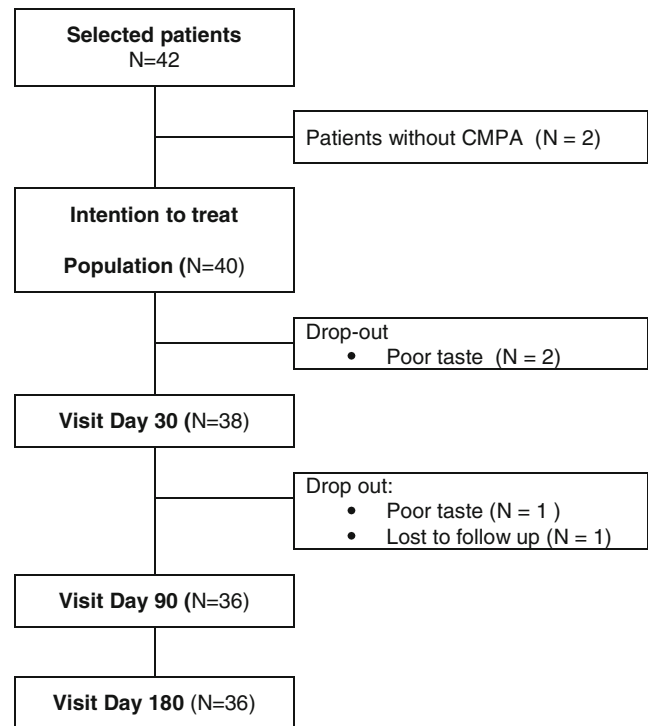 Selected patients
N=42
Patients without CMPA (N = 2)
Intention to treat
Population (N=40)
Drop-out
• Poor taste (N = 2)
Visit Day 30 (N=38)
Drop out:
• Poor taste (N = 1 )
• Lost to follow up (N = 1)
Visit Day 90 (N=36)
Visit Day 180 (N=36)